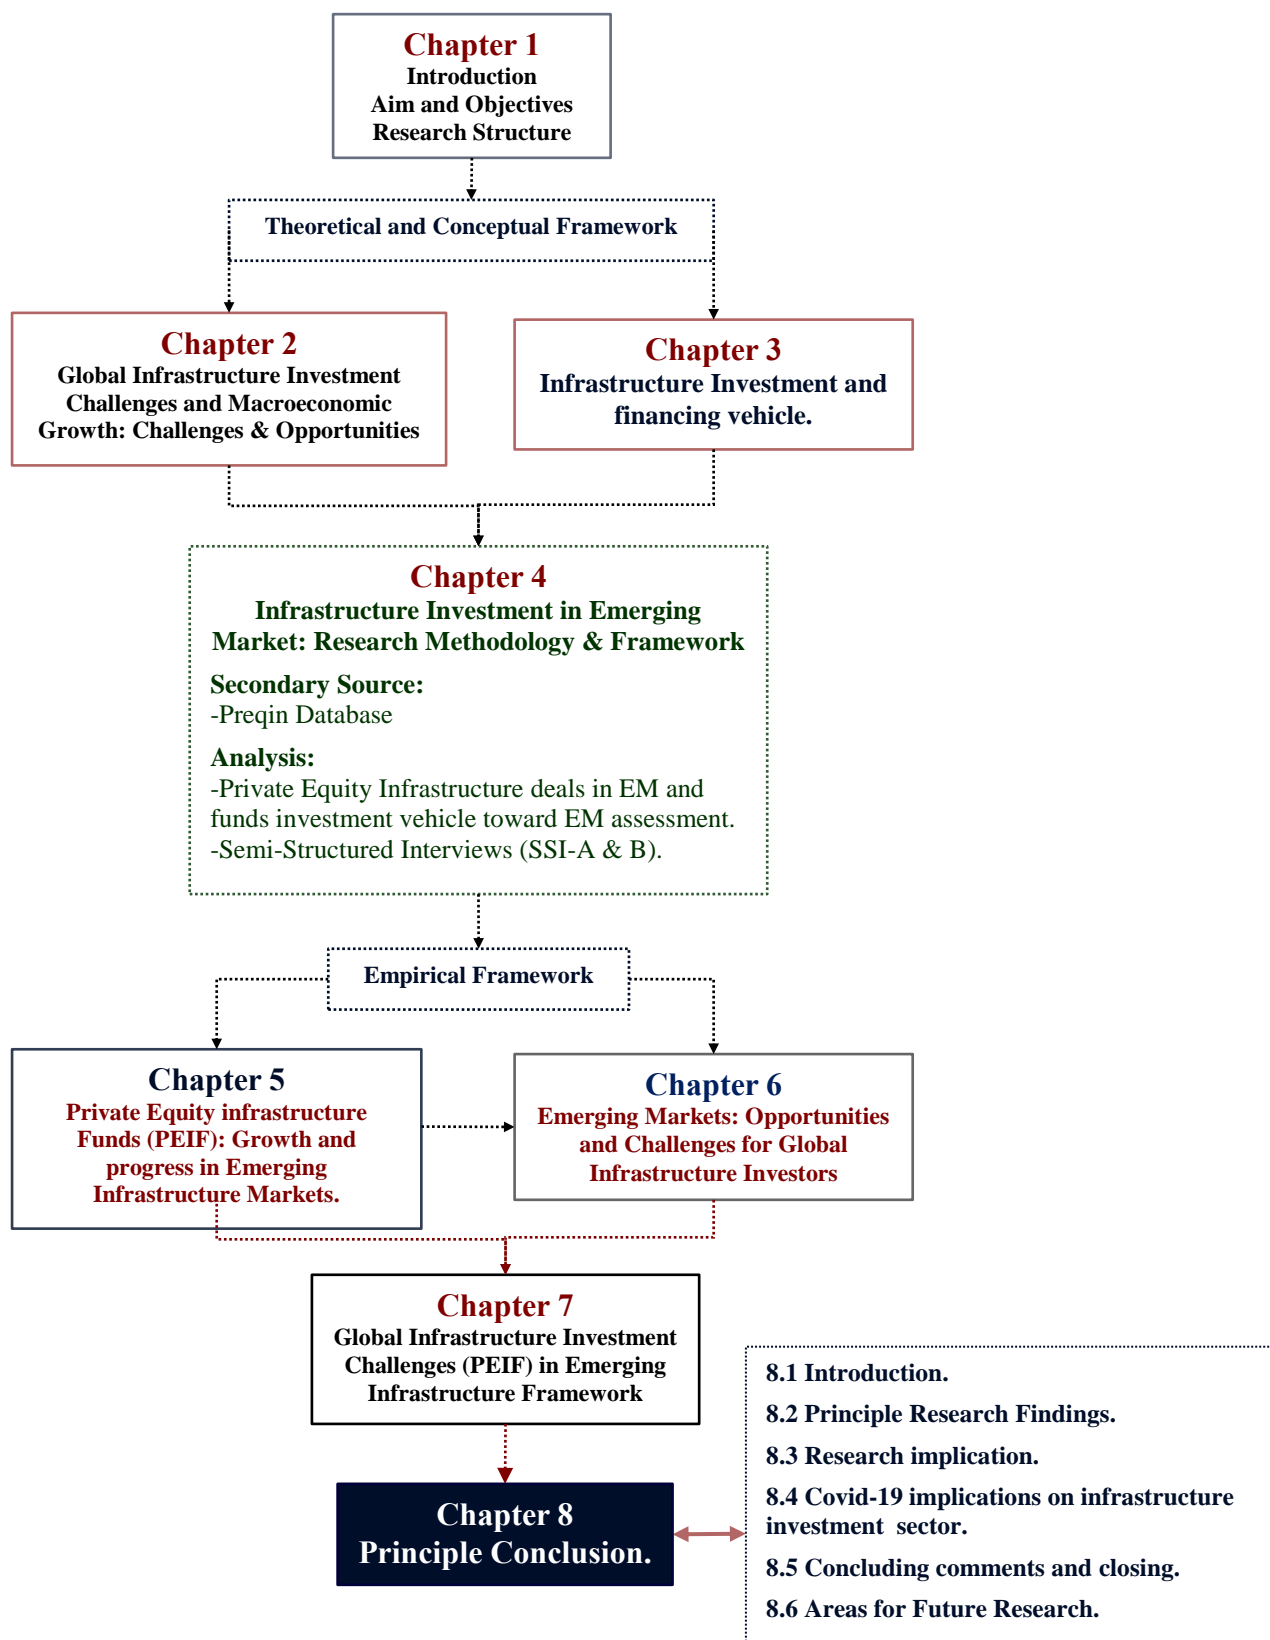 Chapter 1
Introduction
Aim and Objectives
Research Structure
Theoretical and Conceptual Framework
Chapter 2
Global Infrastructure Investment
Challenges and Macroeconomic
Growth: Challenges & Opportunities
Chapter 3
Infrastructure Investment and
financing vehicle.
Chapter 4
Infrastructure Investment in Emerging
Market: Research Methodology & Framework
Secondary Source:
-Preqin Database
Analysis:
-Private Equity Infrastructure deals in EM and
funds investment vehicle toward EM assessment.
-Semi-Structured Interviews (SSI-A & B).
Empirical Framework
Chapter 5
Private Equity infrastructure
Funds (PEIF): Growth and
progress in Emerging
Infrastructure Markets.
Chapter 6
Emerging Markets: Opportunities
and Challenges for Global
Infrastructure Investors
Chapter 7
Global Infrastructure Investment
Challenges (PEIF) in Emerging
Infrastructure Framework
Chapter 8
Principle Conclusion.
8.1 Introduction.
8.2 Principle Research Findings.
8.3 Research implication.
8.4 Covid-19 implications on infrastructure
investment sector.
8.5 Concluding comments and closing.
8.6 Areas for Future Research.